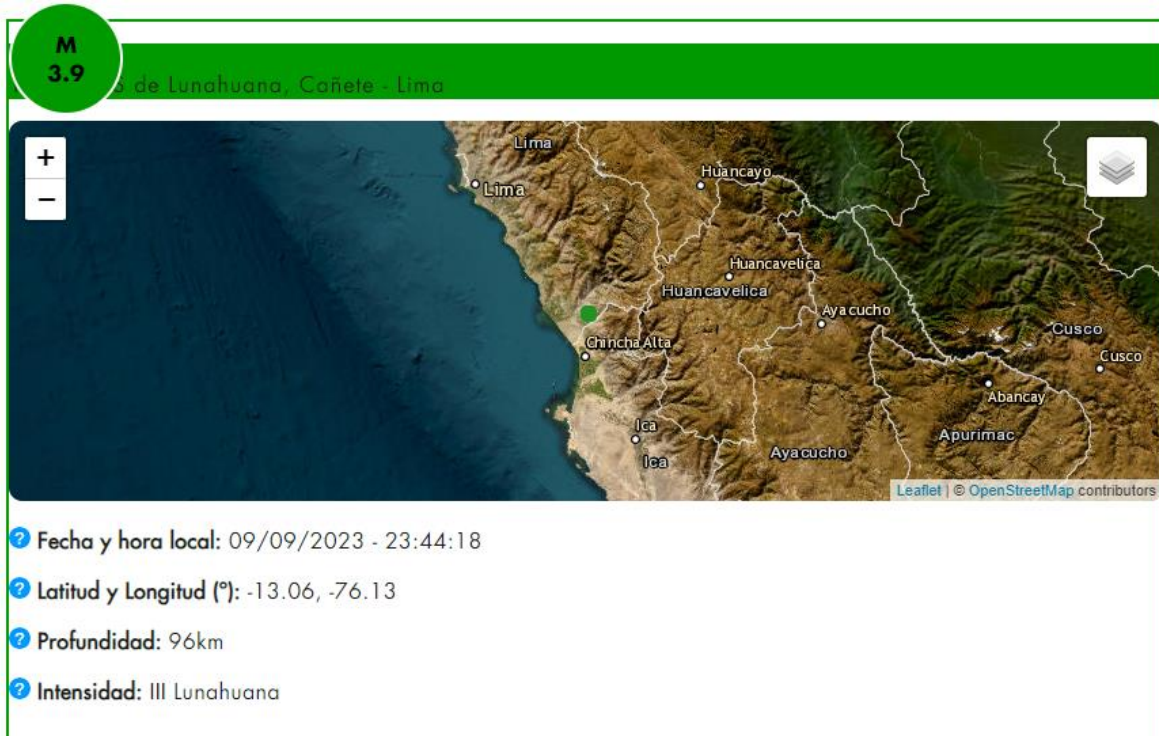 M
3.9
S de Lunahuana, Cañete - Lima
+
−
Lima
Lima
Huancayo
Huancavelica
Huancavelica
Ayacucho
Cusco
Chincha Alta
Cusco
Abancay
Ica
Apurimac
Ayacucho
Ica
Leaflet | © OpenStreetMap contributors
? Fecha y hora local: 09/09/2023 - 23:44:18
? Latitud y Longitud (º): -13.06, -76.13
? Profundidad: 96km
? Intensidad: III Lunahuana